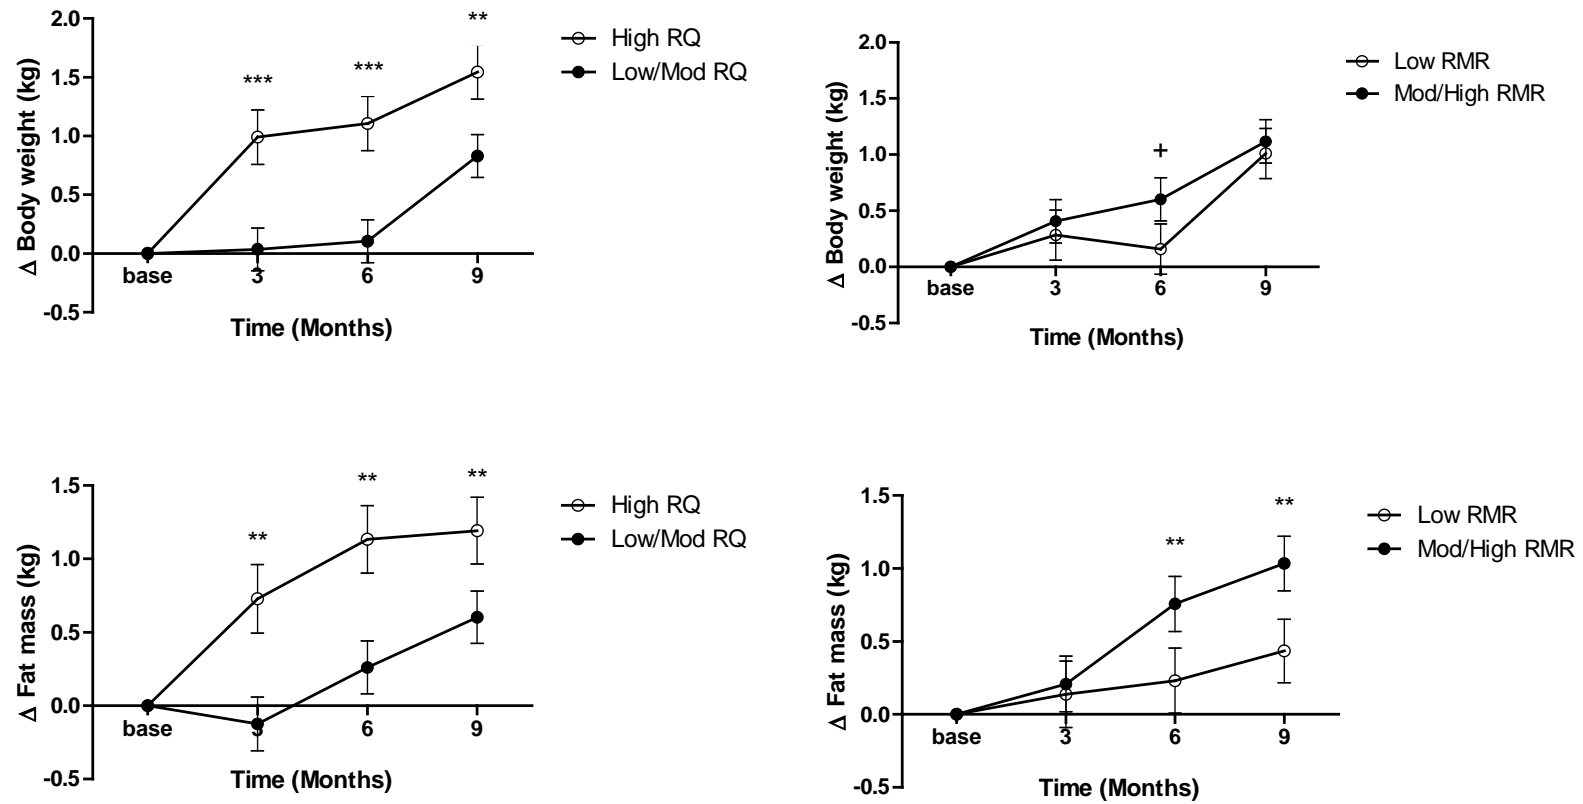 2.0
1.5
1.0
0.5
0.0
-0.5
Δ Body weight (kg)
***
***
**
base
3
6
9
Time (Months)
High RQ
Low/Mod RQ
2.0
1.5
1.0
0.5
0.0
-0.5
Δ Body weight (kg)
+
base
3
6
9
Time (Months)
Low RMR
Mod/High RMR
1.5
1.0
0.5
0.0
-0.5
Δ Fat mass (kg)
**
**
**
base
3
6
9
Time (Months)
High RQ
Low/Mod RQ
1.5
1.0
0.5
0.0
-0.5
Δ Fat mass (kg)
**
**
base
3
6
9
Time (Months)
Low RMR
Mod/High RMR